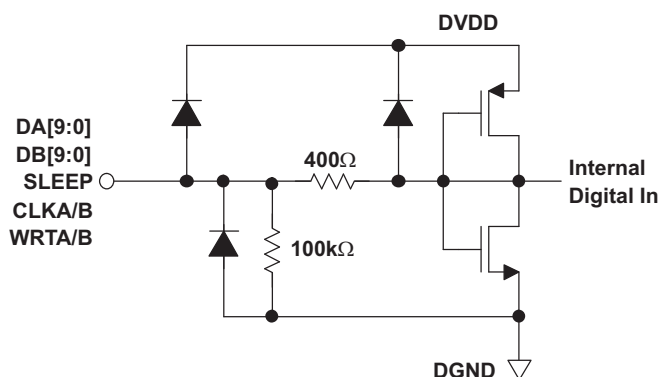 DVDD
DA[9:0]
DB[9:0]
SLEEP
CLKA/B
WRTA/B
400Ω
100kΩ
Internal
Digital In
DGND